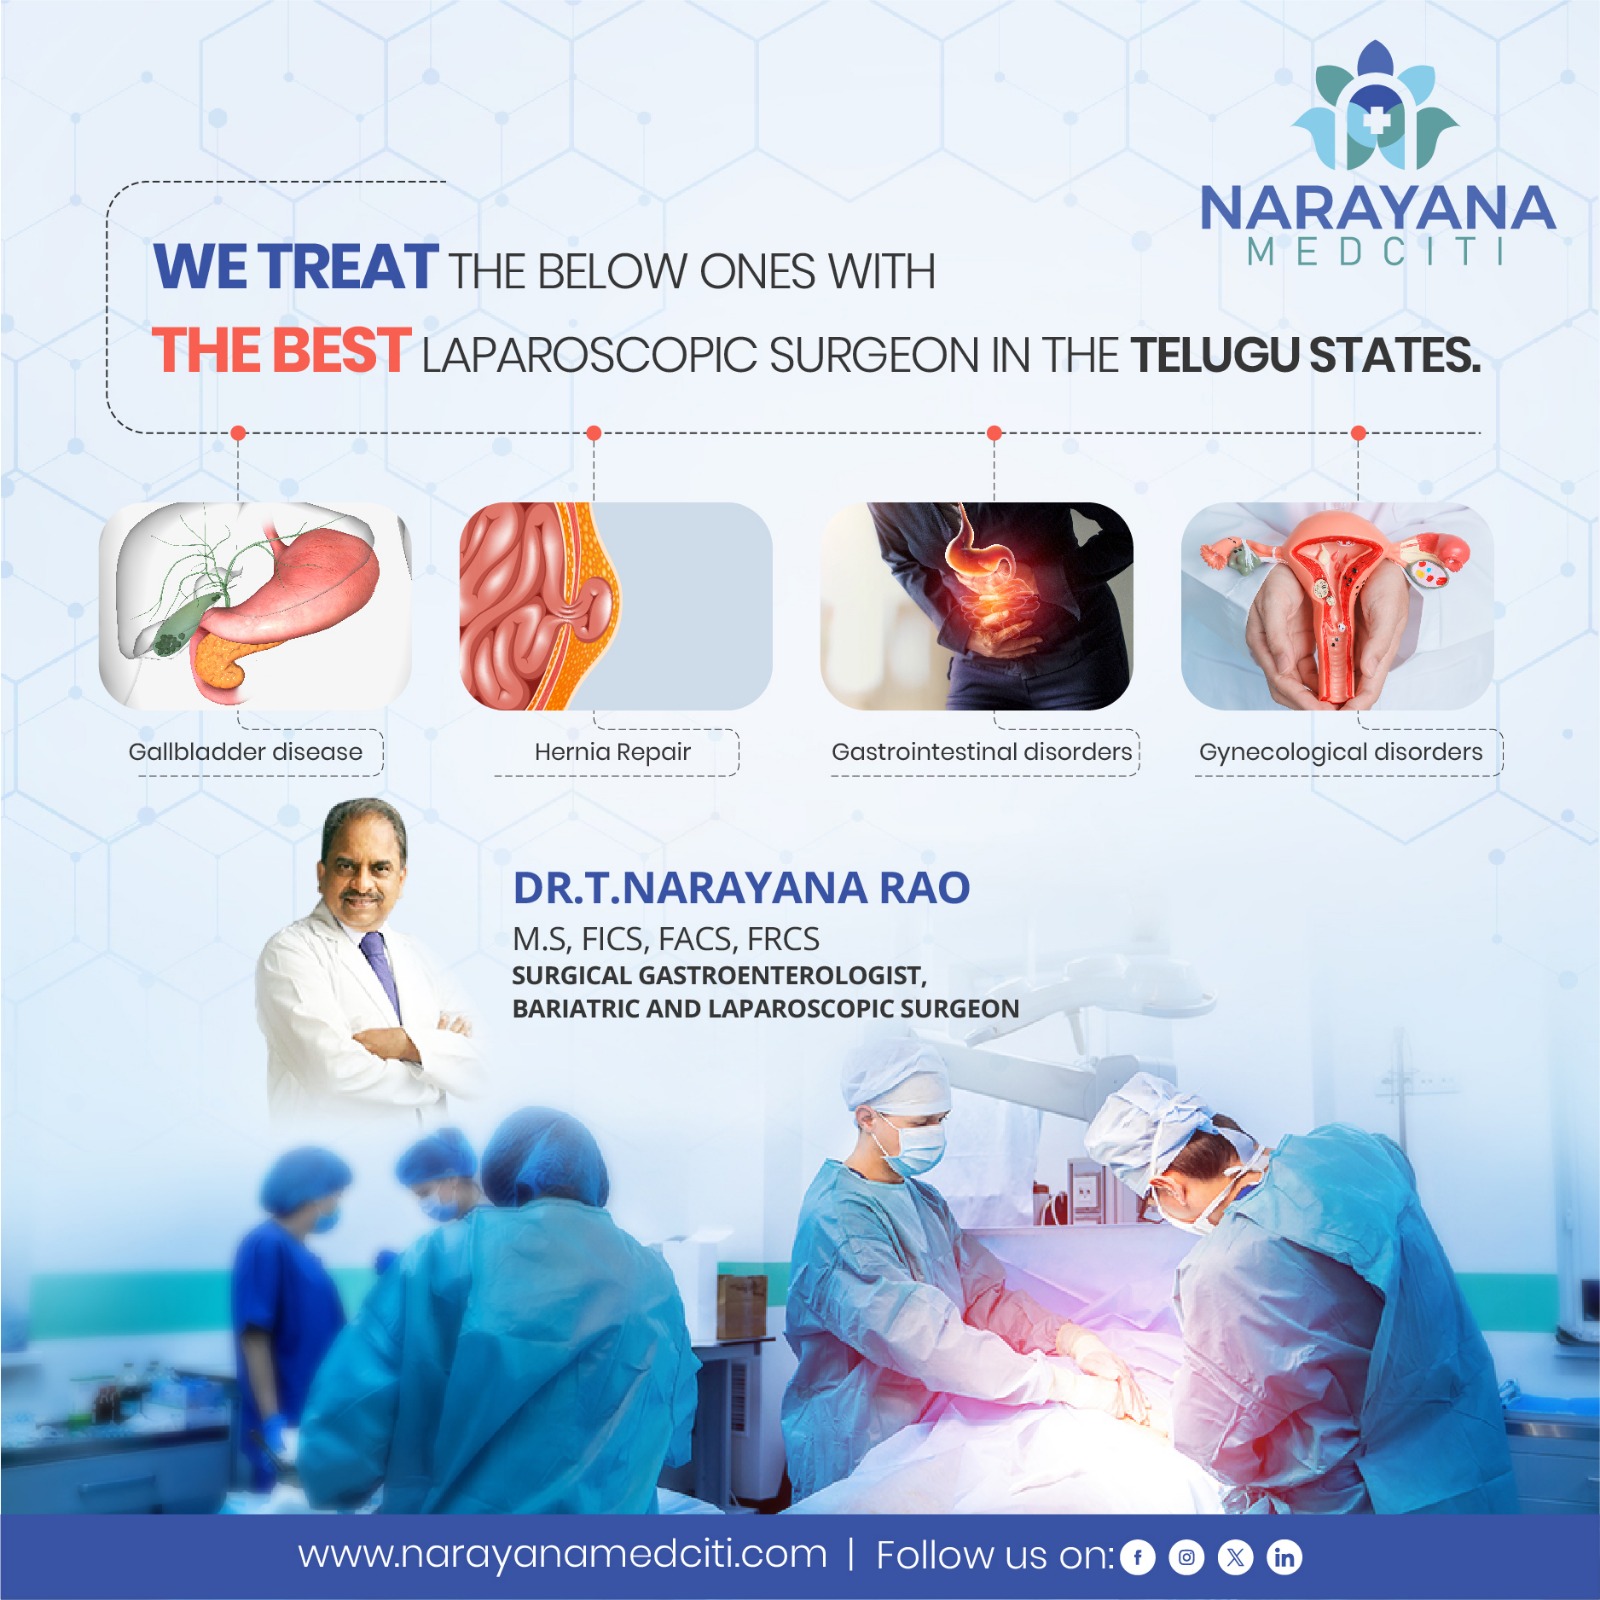 NARAYANA
MEDCITI
WE TREAT THE BELOW ONES WITH
THE BEST LAPAROSCOPIC SURGEON IN THE TELUGU STATES.
Gallbladder disease
Hernia Repair
Gastrointestinal disorders
Gynecological disorders
DR.T.NARAYANA RAO
M.S, FICS, FACS, FRCS
SURGICAL GASTROENTEROLOGIST,
BARIATRIC AND LAPAROSCOPIC SURGEON
www.narayanamedciti.com | Follow us on: